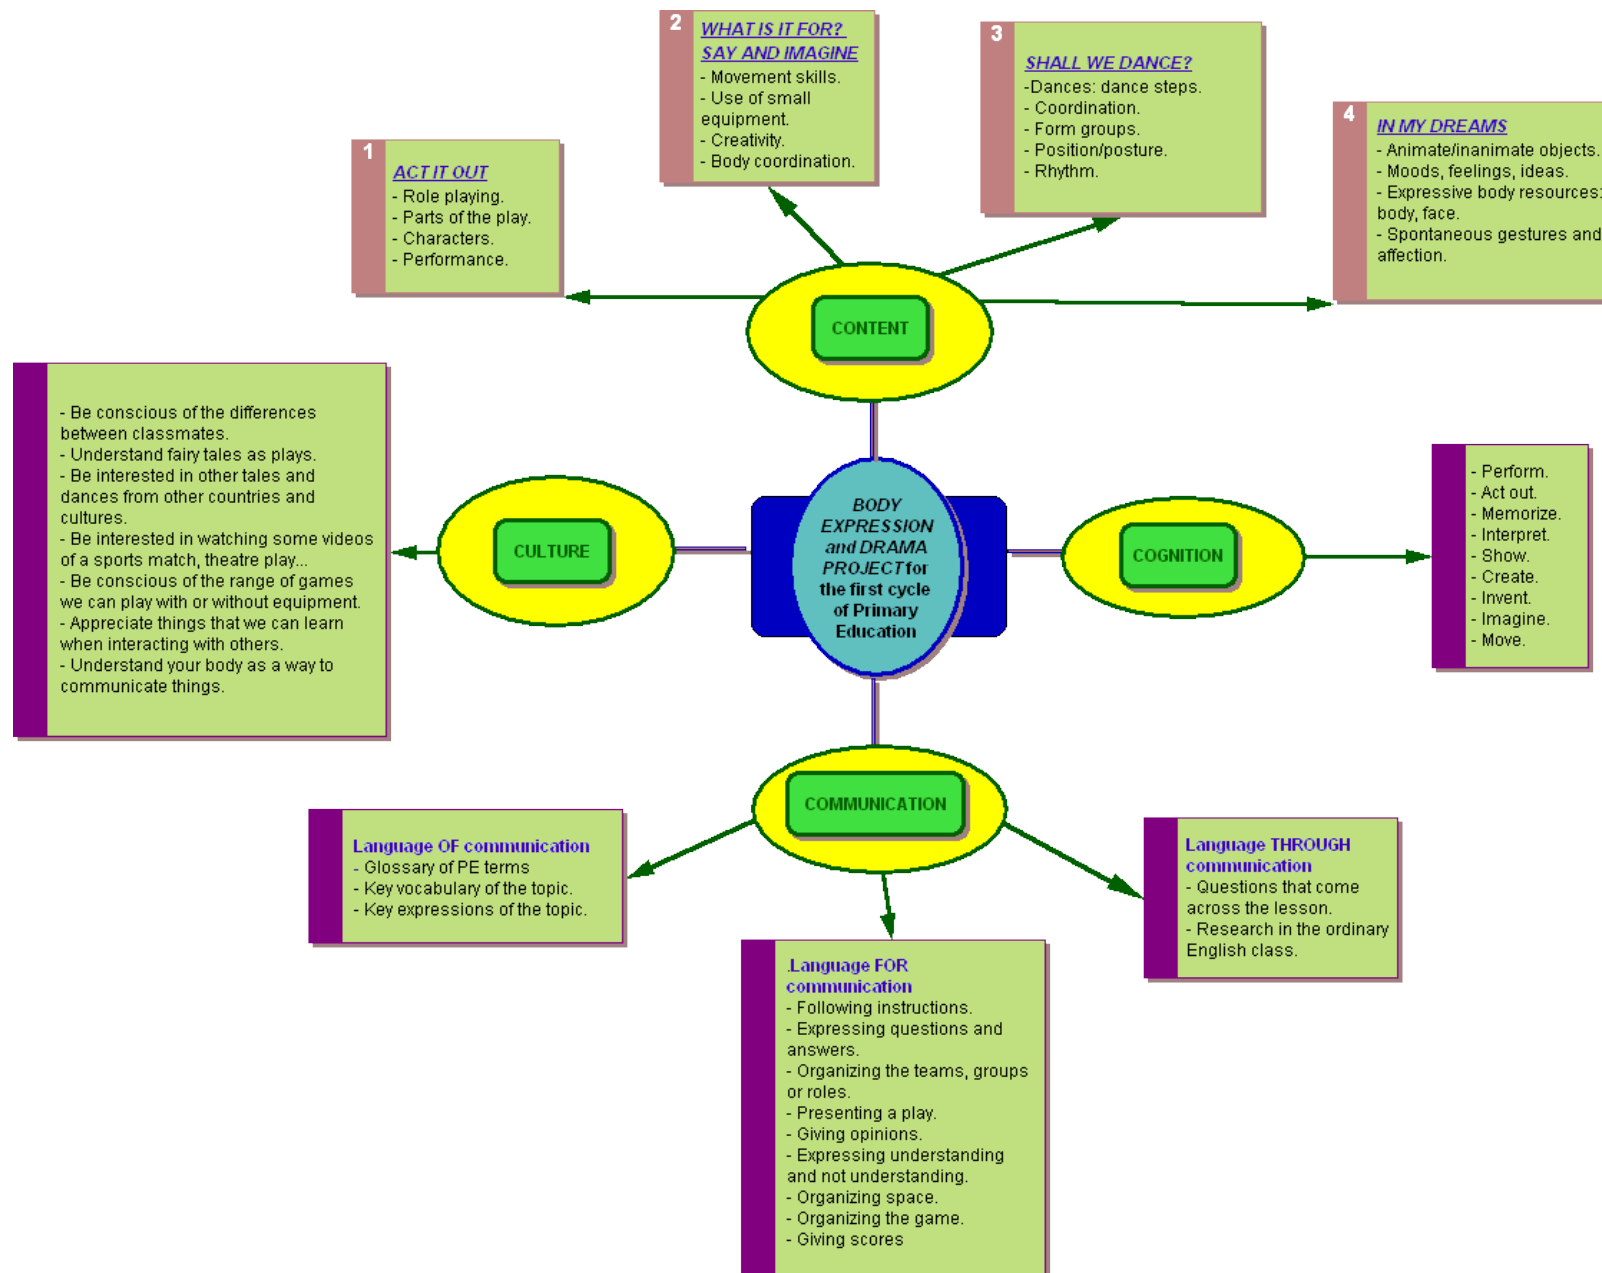 2
WHAT IS IT FOR?
SAY AND IMAGINE
- Movement skills.
- Use of small
equipment.
- Creativity.
- Body coordination.
3
SHALL WE DANCE?
-Dances: dance steps.
- Coordination.
- Form groups.
- Position/posture.
- Rhythm.
4
IN MY DREAMS
- Animate/inanimate objects.
- Moods, feelings, ideas.
- Expressive body resources:
body, face.
- Spontaneous gestures and
affection.
1
ACT IT OUT
- Role playing.
- Parts of the play.
- Characters.
- Performance.
CONTENT
- Be conscious of the differences
between classmates.
- Understand fairy tales as plays.
- Be interested in other tales and
dances from other countries and
cultures.
- Be interested in watching some videos
of a sports match, theatre play...
- Be conscious of the range of games
we can play with or without equipment.
- Appreciate things that we can learn
when interacting with others.
- Understand your body as a way to
communicate things.
CULTURE
BODY
EXPRESSION
and DRAMA
PROJECT for
the first cycle
of Primary
Education
COGNITION
- Perform.
- Act out.
- Memorize.
- Interpret.
- Show.
- Create.
- Invent.
- Imagine.
- Move.
COMMUNICATION
Language OF communication
- Glossary of PE terms
- Key vocabulary of the topic.
- Key expressions of the topic.
.Language FOR
communication
- Following instructions.
- Expressing questions and
answers.
- Organizing the teams, groups
or roles.
- Presenting a play.
- Giving opinions.
- Expressing understanding
and not understanding.
- Organizing space.
- Organizing the game.
- Giving scores
Language THROUGH
communication
- Questions that come
across the lesson.
- Research in the ordinary
English class.